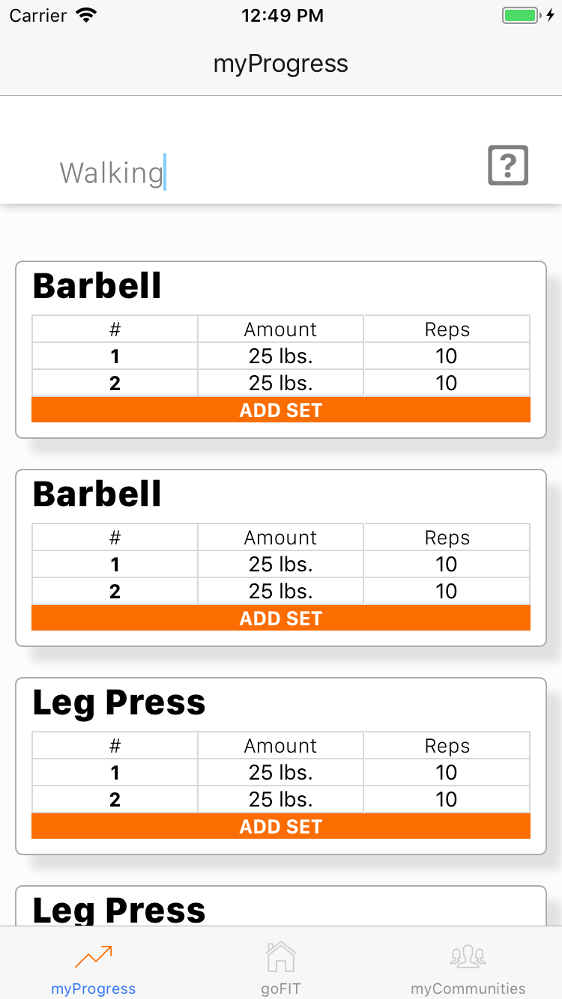 Carrier 12:49 PM
myProgress
Walking ?
Barbell
# Amount Reps
1 25 lbs. 10
2 25 lbs. 10
ADD SET
Barbell
# Amount Reps
1 25 lbs. 10
2 25 lbs. 10
ADD SET
Leg Press
# Amount Reps
1 25 lbs. 10
2 25 lbs. 10
ADD SET
Leg Press
myProgress goFIT myCommunities